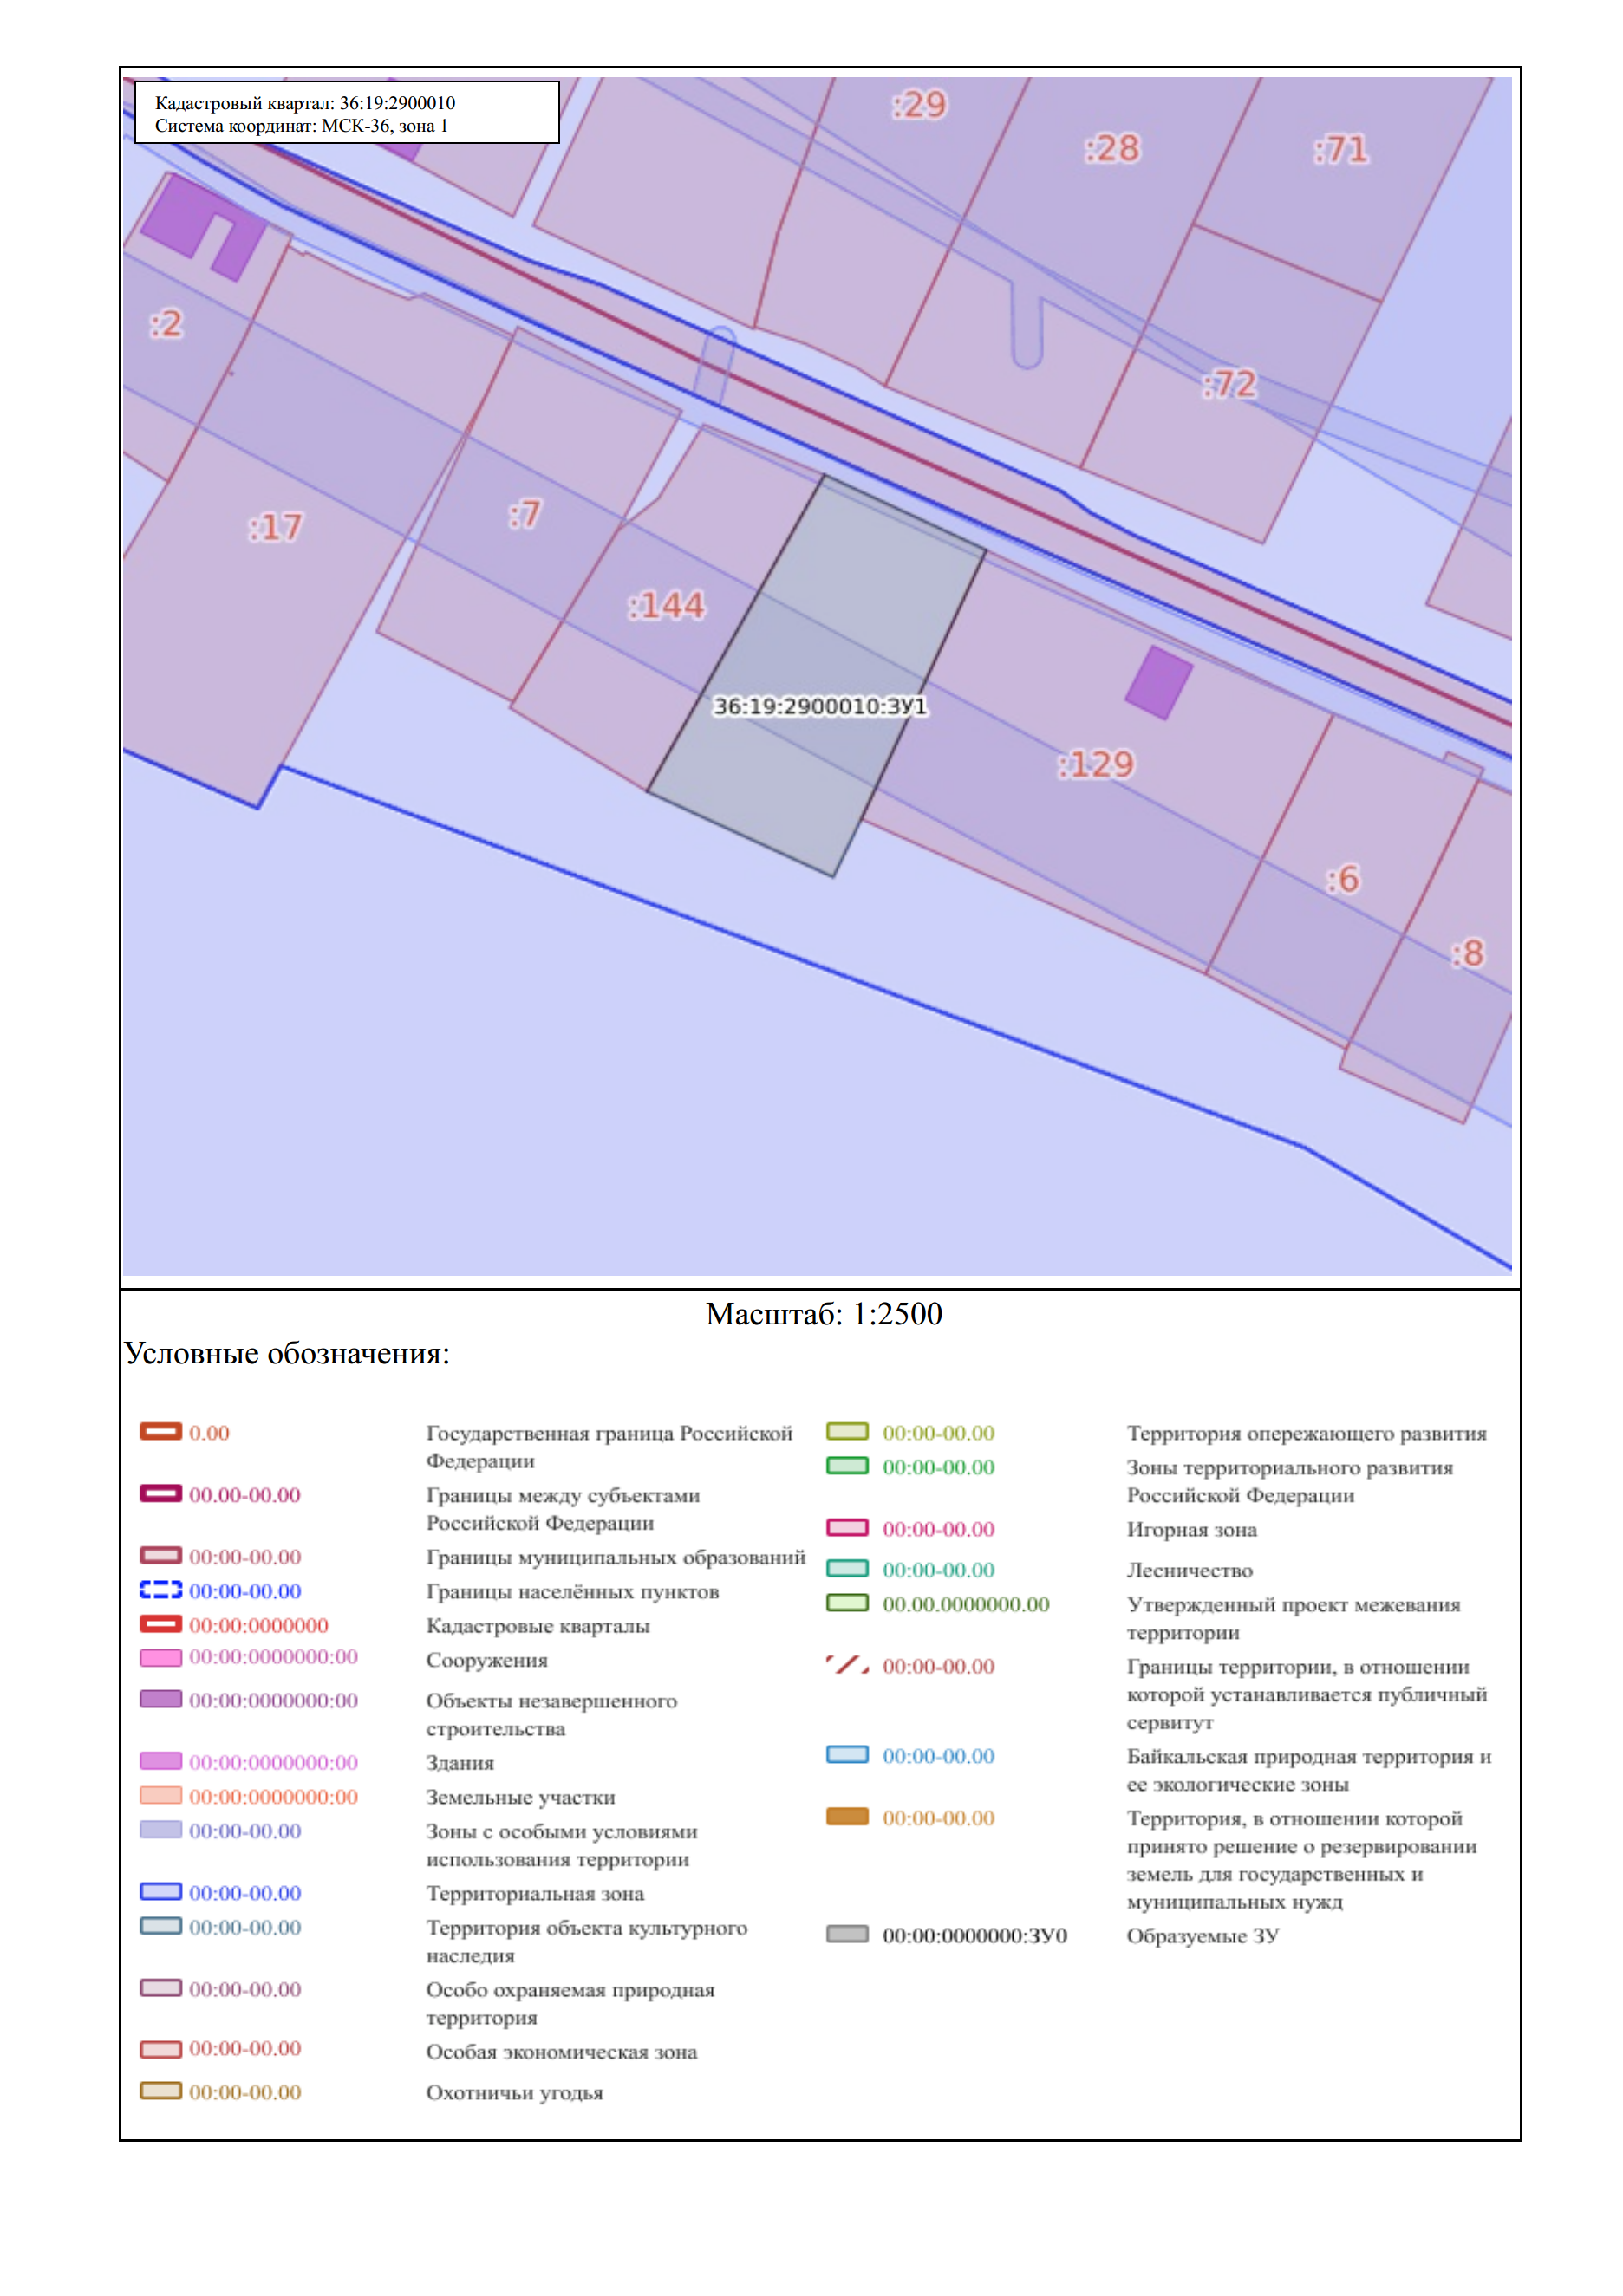 Кадастровый квартал: 36:19:2900010
Система координат: МСК-36, зона 1
:29
:28
:71
:2
:72
:17
:7
:144
36:19:2900010:ЗУ1
:129
:6
:8
Масштаб: 1:2500
Условные обозначения:
0.00 Государственная граница Российской
Федерации
00.00-00.00 Границы между субъектами
Российской Федерации
00:00-00.00 Границы муниципальных образований
00:00-00.00 Границы населённых пунктов
00:00:0000000 Кадастровые кварталы
00:00:0000000:00 Сооружения
00:00:0000000:00 Объекты незавершенного
строительства
00:00:0000000:00 Здания
00:00:0000000:00 Земельные участки
00:00-00.00 Зоны с особыми условиями
использования территории
00:00-00.00 Территориальная зона
00:00-00.00 Территория объекта культурного
наследия
00:00-00.00 Особо охраняемая природная
территория
00:00-00.00 Особая экономическая зона
00:00-00.00 Охотничьи угодья
00:00-00.00 Территория опережающего развития
00:00-00.00 Зоны территориального развития
Российской Федерации
00:00-00.00 Игорная зона
00:00-00.00 Лесничество
00.00.0000000.00 Утвержденный проект межевания
территории
00:00-00.00 Границы территории, в отношении
которой устанавливается публичный
сервитут
00:00-00.00 Байкальская природная территория и
ее экологические зоны
00:00-00.00 Территория, в отношении которой
принято решение о резервировании
земель для государственных и
муниципальных нужд
00:00:0000000:ЗУ0 Образуемые ЗУ